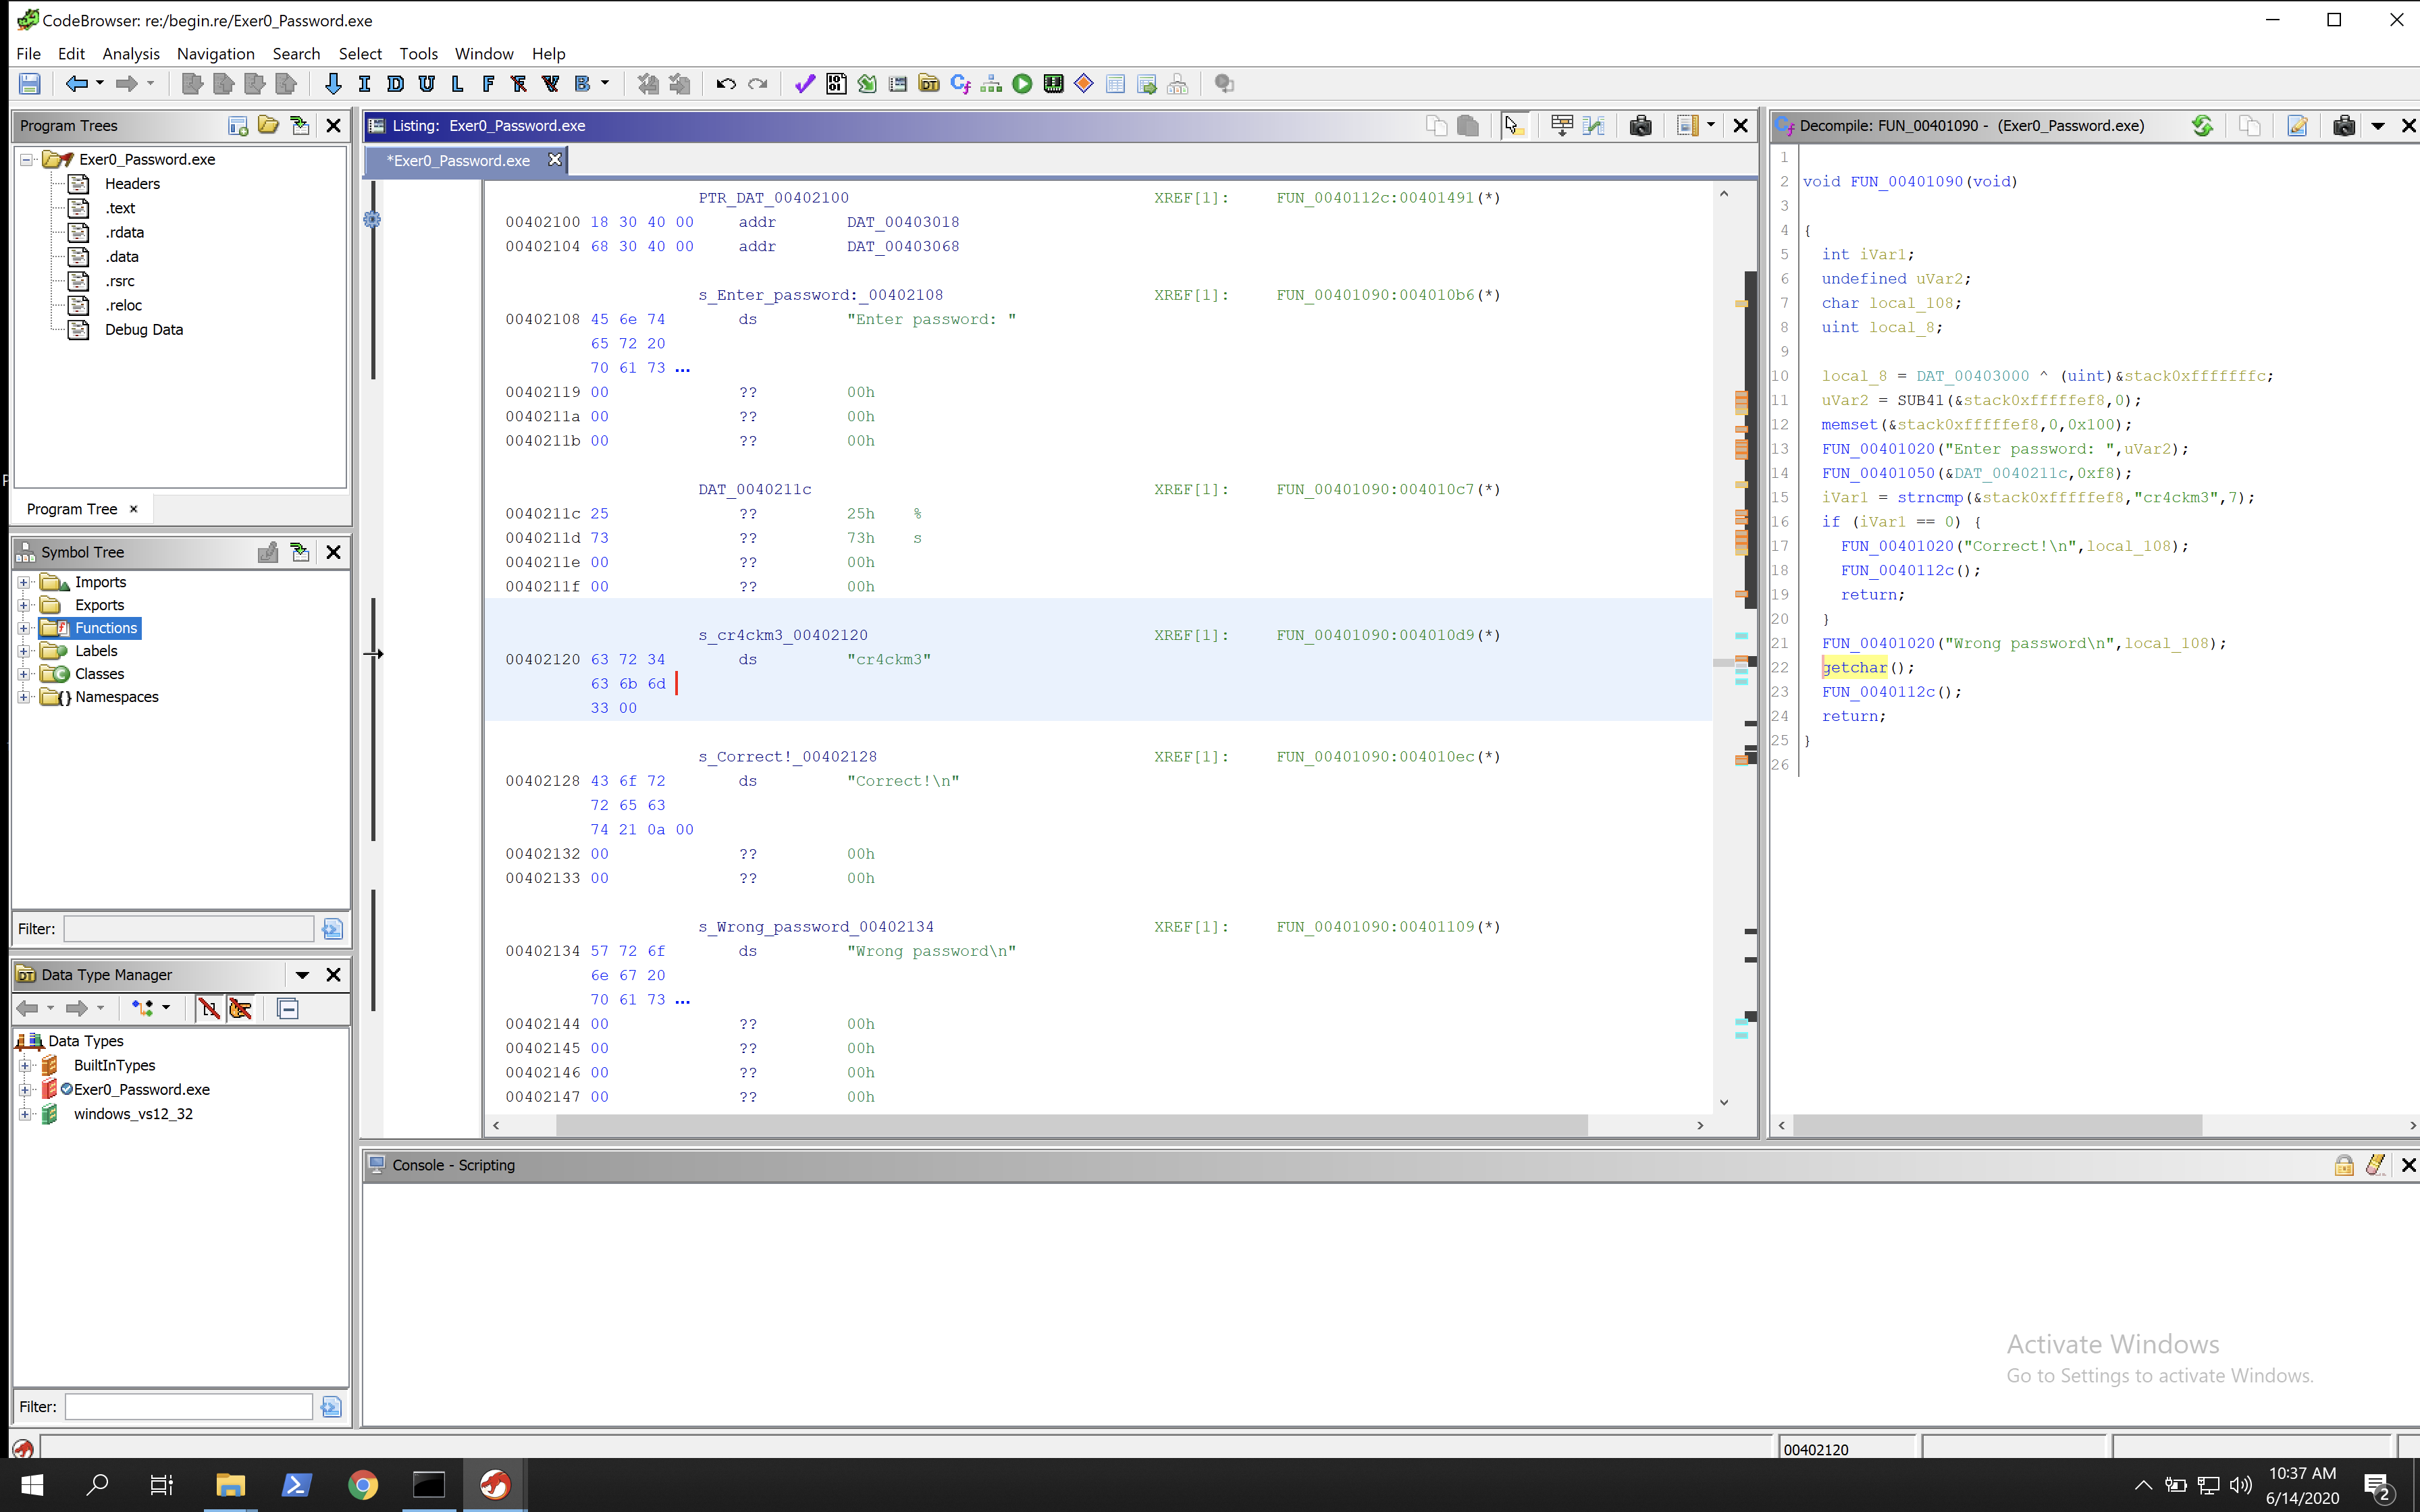 CodeBrowser: re:/begin.re/Exer0_Password.exe
File Edit Analysis Navigation Search Select Tools Window Help
I D U L F F V B
Program Trees
Exer0_Password.exe
Headers
.text
.rdata
.data
.rsrc
.reloc
Debug Data
Program Tree ×
Symbol Tree
Imports
Exports
Functions
Labels
Classes
Namespaces
Filter:
Data Type Manager
Data Types
BuiltInTypes
Exer0_Password.exe
windows_vs12_32
Filter:
Listing: Exer0_Password.exe
*Exer0_Password.exe
PTR_DAT_00402100 XREF[1]: FUN_0040112c:00401491(*)
00402100 18 30 40 00 addr DAT_00403018
00402104 68 30 40 00 addr DAT_00403068
s_Enter_password:_00402108 XREF[1]: FUN_00401090:004010b6(*)
00402108 45 6e 74 ds "Enter password: "
65 72 20
70 61 73 ...
00402119 00 ?? 00h
0040211a 00 ?? 00h
0040211b 00 ?? 00h
DAT_0040211c XREF[1]: FUN_00401090:004010c7(*)
0040211c 25 ?? 25h %
0040211d 73 ?? 73h s
0040211e 00 ?? 00h
0040211f 00 ?? 00h
s_cr4ckm3_00402120 XREF[1]: FUN_00401090:004010d9(*)
00402120 63 72 34 ds "cr4ckm3"
63 6b 6d
33 00
s_Correct!_00402128 XREF[1]: FUN_00401090:004010ec(*)
00402128 43 6f 72 ds "Correct!\n"
72 65 63
74 21 0a 00
00402132 00 ?? 00h
00402133 00 ?? 00h
s_Wrong_password_00402134 XREF[1]: FUN_00401090:00401109(*)
00402134 57 72 6f ds "Wrong password\n"
6e 67 20
70 61 73 ...
00402144 00 ?? 00h
00402145 00 ?? 00h
00402146 00 ?? 00h
00402147 00 ?? 00h
Decompile: FUN_00401090 - (Exer0_Password.exe)
1
2 void FUN_00401090(void)
3
4 {
5 int iVar1;
6 undefined uVar2;
7 char local_108;
8 uint local_8;
9
10 local_8 = DAT_00403000 ^ (uint)&stack0xfffffffc;
11 uVar2 = SUB41(&stack0xfffffef8,0);
12 memset(&stack0xfffffef8,0,0x100);
13 FUN_00401020("Enter password: ",uVar2);
14 FUN_00401050(&DAT_0040211c,0xf8);
15 iVar1 = strncmp(&stack0xfffffef8,"cr4ckm3",7);
16 if (iVar1 == 0) {
17 FUN_00401020("Correct!\n",local_108);
18 FUN_0040112c();
19 return;
20 }
21 FUN_00401020("Wrong password\n",local_108);
22 getchar();
23 FUN_0040112c();
24 return;
25 }
26
Console - Scripting
Activate Windows
Go to Settings to activate Windows.
00402120
10:37 AM
6/14/2020
2